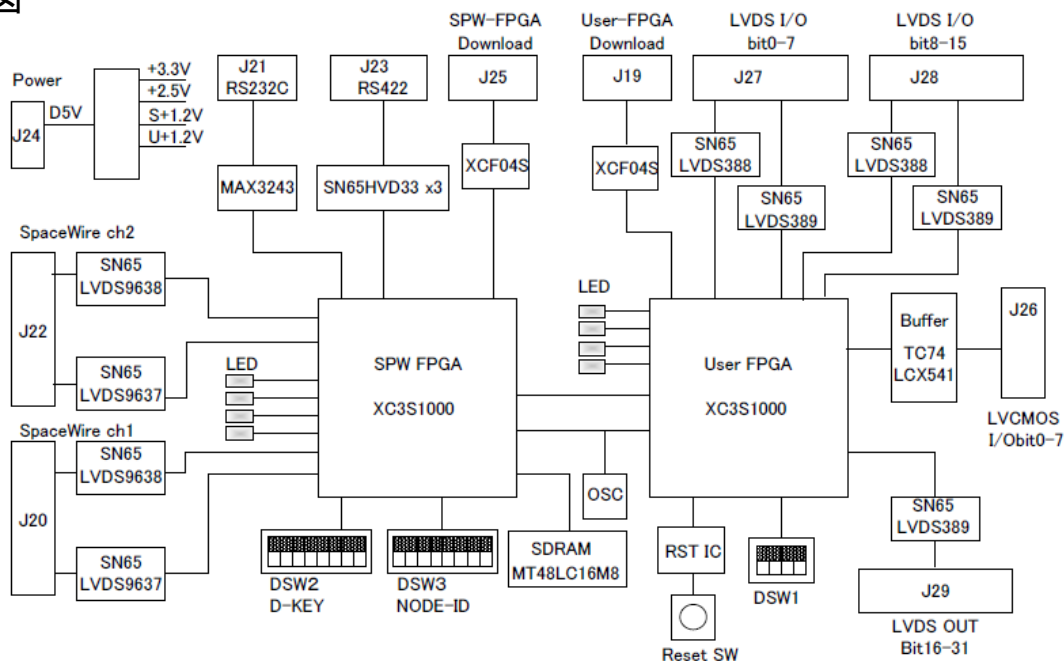 図
SPW-FPGA
Download
User-FPGA
Download
LVDS I/O
bit0-7
LVDS I/O
bit8-15
Power
J24
D5V
+3.3V
+2.5V
S+1.2V
U+1.2V
J21
RS232C
J23
RS422
J25
J19
J27
J28
MAX3243
SN65HVD33 x3
XCF04S
XCF04S
SN65
LVDS388
SN65
LVDS389
SN65
LVDS388
SN65
LVDS389
SpaceWire ch2
J22
SN65
LVDS9638
SN65
LVDS9637
LED
SPW FPGA
XC3S1000
LED
User FPGA
XC3S1000
Buffer
TC74
LCX541
J26
LVCMOS
I/Obit0-7
SpaceWire ch1
J20
SN65
LVDS9638
SN65
LVDS9637
DSW2
D-KEY
DSW3
NODE-ID
SDRAM
MT48LC16M8
OSC
RST IC
Reset SW
DSW1
SN65
LVDS389
J29
LVDS OUT
Bit16-31